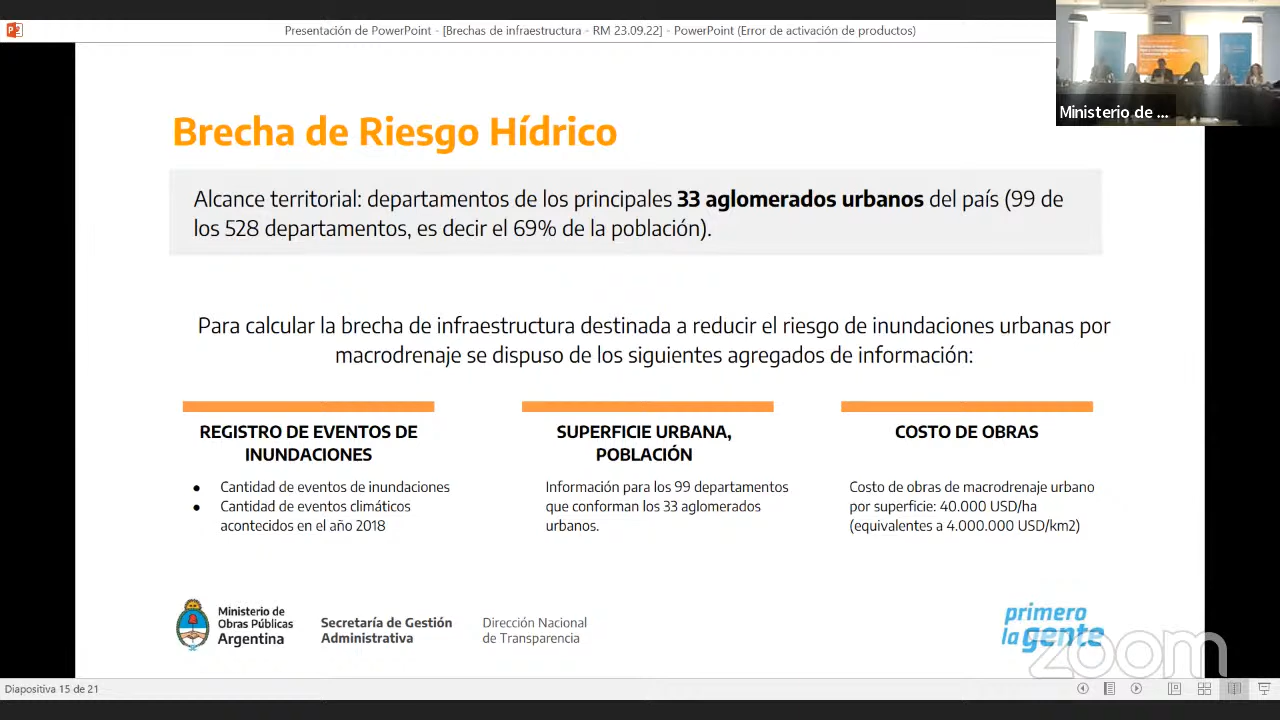 Presentación de PowerPoint - [Brechas de infraestructura - RM 23.09.22] - PowerPoint (Error de activación de productos)
Ministerio de ...
Brecha de Riesgo Hídrico
Alcance territorial: departamentos de los principales 33 aglomerados urbanos del país (99 de
los 528 departamentos, es decir el 69% de la población).
Para calcular la brecha de infraestructura destinada a reducir el riesgo de inundaciones urbanas por
macrodrenaje se dispuso de los siguientes agregados de información:
REGISTRO DE EVENTOS DE
INUNDACIONES
● Cantidad de eventos de inundaciones
● Cantidad de eventos climáticos
acontecidos en el año 2018
SUPERFICIE URBANA,
POBLACIÓN
Información para los 99 departamentos
que conforman los 33 aglomerados
urbanos.
COSTO DE OBRAS
Costo de obras de macrodrenaje urbano
por superficie: 40.000 USD/ha
(equivalentes a 4.000.000 USD/km2)
Ministerio de
Obras Públicas
Argentina
Secretaría de Gestión
Administrativa
Dirección Nacional
de Transparencia
primero
la gente
zoom
Diapositiva 15 de 21